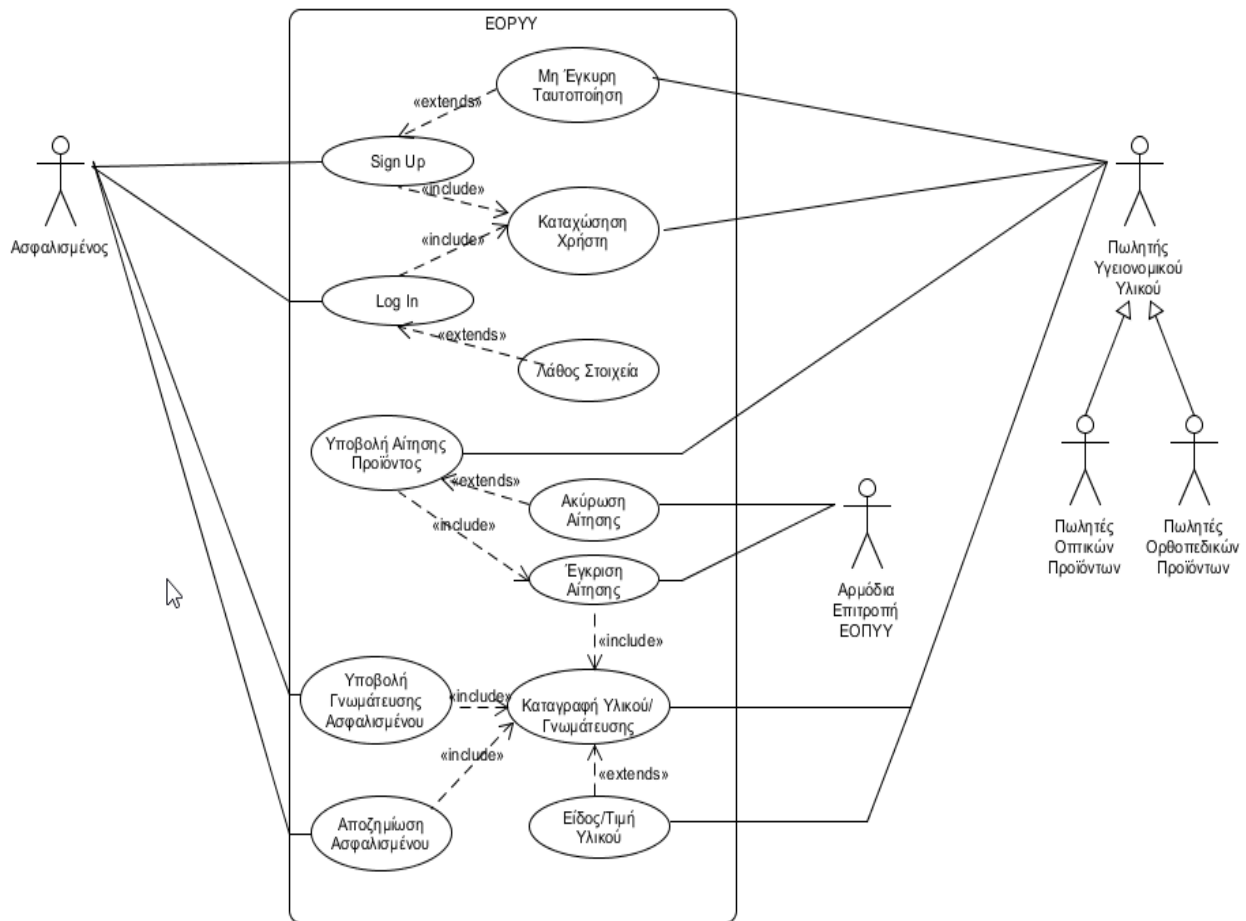 ΕΟΡΥΥ
Μη Έγκυρη
Ταυτοποίηση
«extends»
Sign Up
«include»
Καταχώσηση
Χρήστη
«include»
Log In
«extends»
Λάθος Στοιχεία
Ασφαλισμένος
Πωλητής
Υγειονομικού
Υλικού
Υποβολή Αίτησης
Προϊόντος
«extends»
Ακύρωση
Αίτησης
«include»
Έγκριση
Αίτησης
Πωλητές
Οπτικών
Προϊόντων
Πωλητές
Ορθοπεδικών
Προϊόντων
Αρμόδια
Επιτροπή
ΕΟΠΥΥ
«include»
Υποβολή
Γνωμάτευσης
Ασφαλισμένου
«include»
Καταγραφή Υλικού/
Γνωμάτευσης
«include»
«extends»
Αποζημίωση
Ασφαλισμένου
Είδος/Τιμή
Υλικού